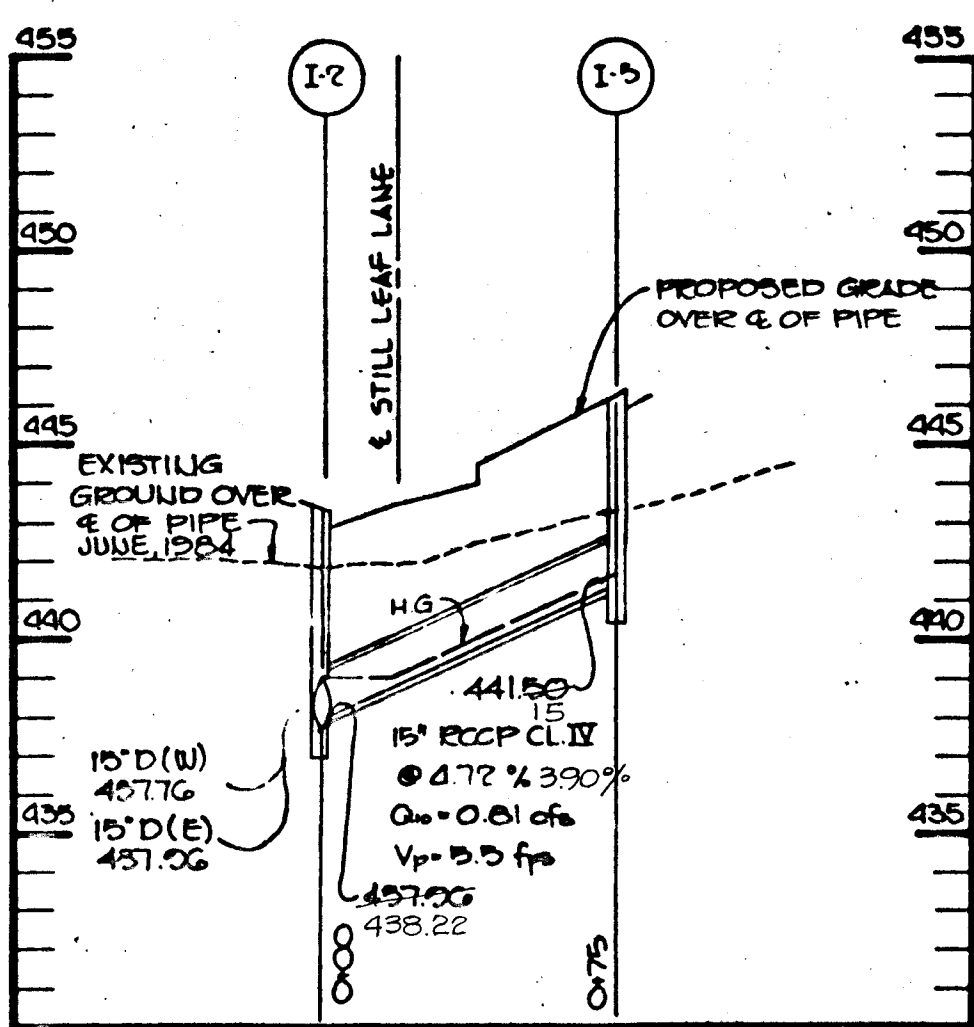 455
455
I-2
I-3
450
450
℄ STILL LEAF LANE
PROPOSED GRADE
OVER ℄ OF PIPE
445
445
EXISTING
GROUND OVER
℄ OF PIPE
JUNE, 1984
H.G
440
440
441.50
15
15" RCCP CL.IV
@ 4.72 % 3.90%
Q10 = 0.81 cfs
Vp = 5.5 fps
15" D(W)
437.76
15" D(E)
437.96
435
435
437.96
438.22
0+00
0+75